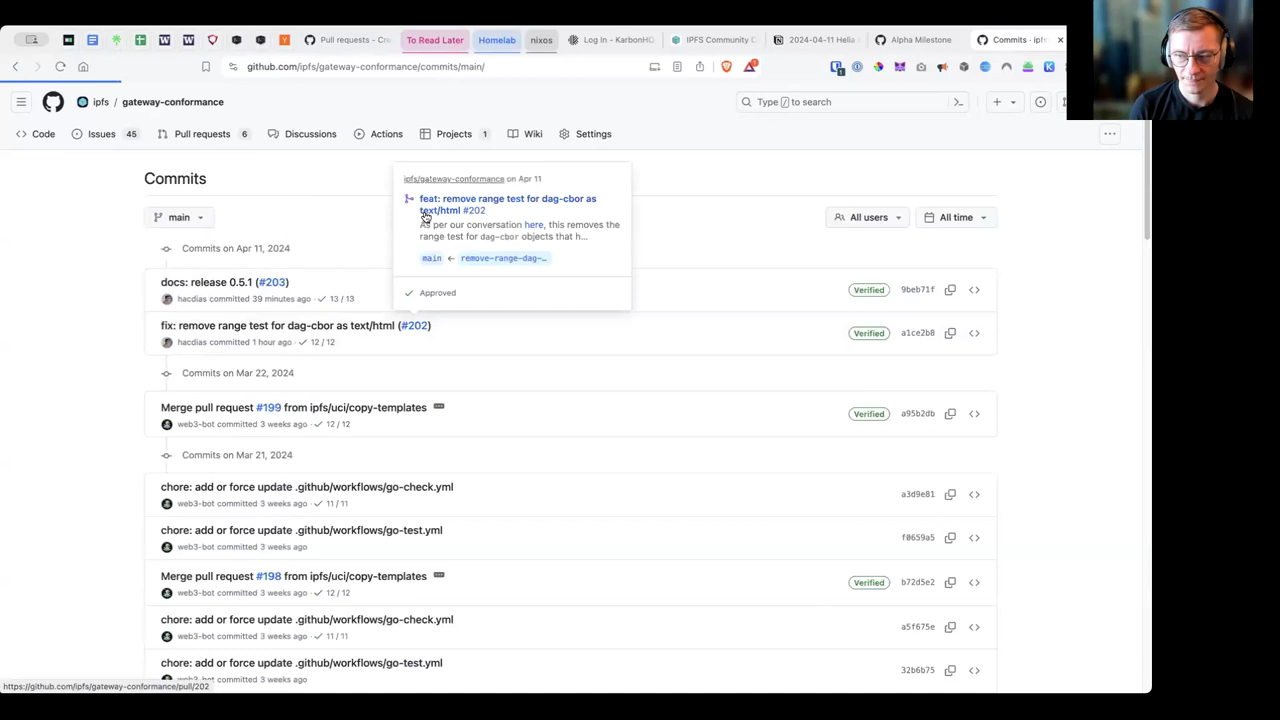 Pull requests · Cr
To Read Later
Homelab
nixos
Log In - KarbonHQ
IPFS Community C
2024-04-11 Helia
Alpha Milestone
Commits · ipfs
github.com/ipfs/gateway-conformance/commits/main/
ipfs / gateway-conformance
Type / to search
Code
Issues 45
Pull requests 6
Discussions
Actions
Projects 1
Wiki
Settings
Commits
main
All users
All time
ipfs/gateway-conformance on Apr 11
feat: remove range test for dag-cbor as
text/html #202
As per our conversation here, this removes the
range test for dag-cbor objects that h...
main ← remove-range-dag-…
Approved
Commits on Apr 11, 2024
docs: release 0.5.1 (#203)
hacdias committed 39 minutes ago · 13 / 13
Verified
9beb71f
fix: remove range test for dag-cbor as text/html (#202)
hacdias committed 1 hour ago · 12 / 12
Verified
a1ce2b8
Commits on Mar 22, 2024
Merge pull request #199 from ipfs/uci/copy-templates
web3-bot committed 3 weeks ago · 12 / 12
Verified
a95b2db
Commits on Mar 21, 2024
chore: add or force update .github/workflows/go-check.yml
web3-bot committed 3 weeks ago · 11 / 11
a3d9e81
chore: add or force update .github/workflows/go-test.yml
web3-bot committed 3 weeks ago
f0659a5
Merge pull request #198 from ipfs/uci/copy-templates
web3-bot committed 3 weeks ago · 12 / 12
Verified
b72d5e2
chore: add or force update .github/workflows/go-check.yml
web3-bot committed 3 weeks ago · 11 / 11
a5f675e
chore: add or force update .github/workflows/go-test.yml
web3-bot committed 3 weeks ago
32b6b75
https://github.com/ipfs/gateway-conformance/pull/202